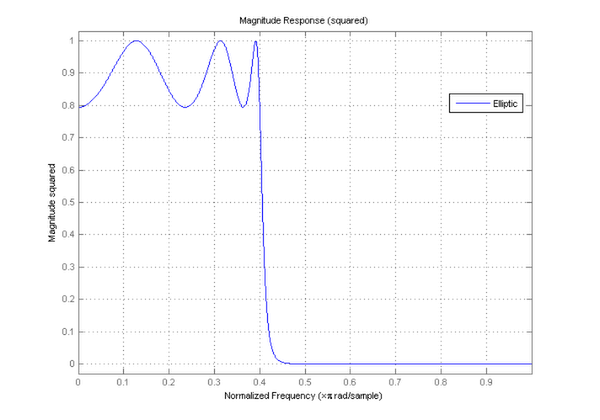 Magnitude Response (squared)
1
0.9
0.8
0.7
0.6
0.5
0.4
0.3
0.2
0.1
0
Magnitude squared
Elliptic
0 0.1 0.2 0.3 0.4 0.5 0.6 0.7 0.8 0.9
Normalized Frequency (×π rad/sample)